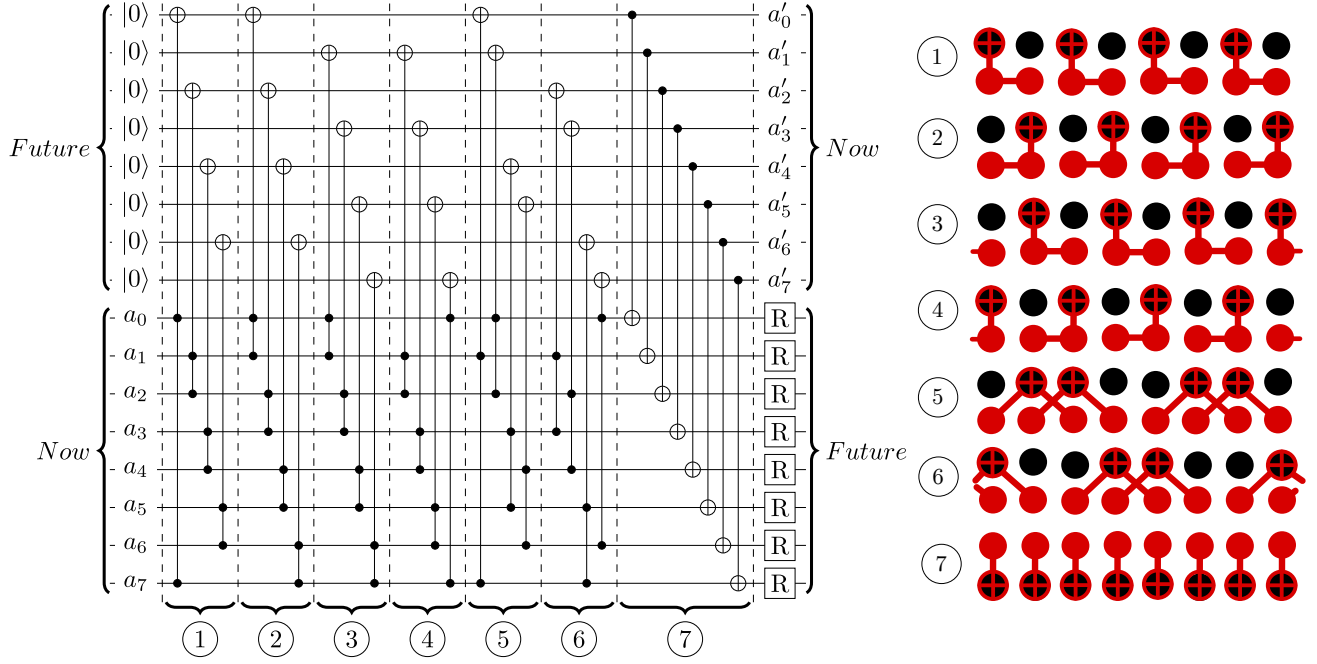 |0⟩ a′0
|0⟩ a′1
|0⟩ a′2
|0⟩ a′3
Future |0⟩ a′4 Now
|0⟩ a′5
|0⟩ a′6
|0⟩ a′7
a0 R
a1 R
a2 R
a3 R
Now a4 R Future
a5 R
a6 R
a7 R
1 2 3 4 5 6 7
1
2
3
4
5
6
7